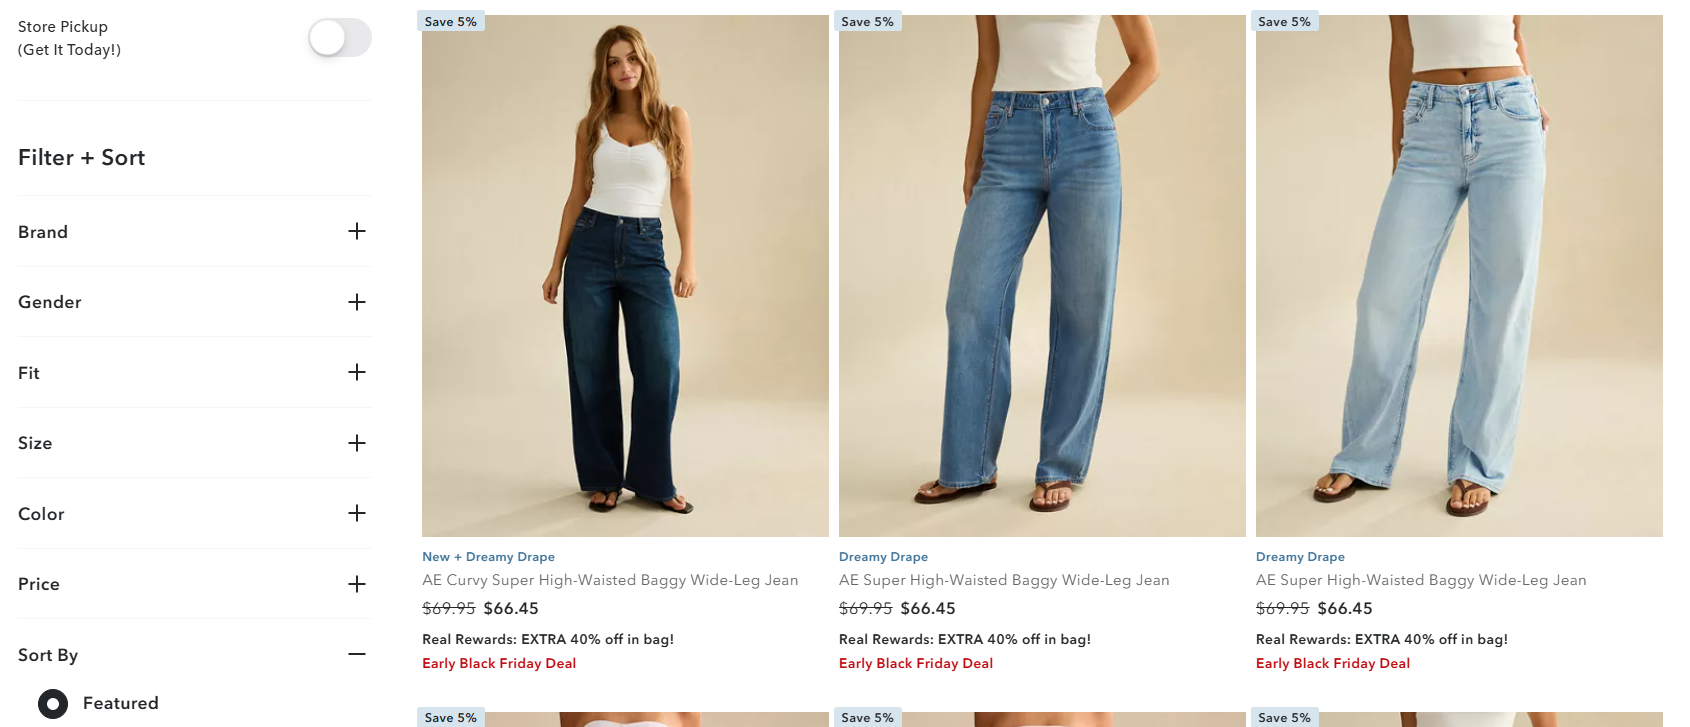 Store Pickup
(Get It Today!)
Filter + Sort
Brand
Gender
Fit
Size
Color
Price
Sort By
Featured
Save 5%
New + Dreamy Drape
AE Curvy Super High-Waisted Baggy Wide-Leg Jean
$69.95 $66.45
Real Rewards: EXTRA 40% off in bag!
Early Black Friday Deal
Save 5%
Dreamy Drape
AE Super High-Waisted Baggy Wide-Leg Jean
$69.95 $66.45
Real Rewards: EXTRA 40% off in bag!
Early Black Friday Deal
Save 5%
Dreamy Drape
AE Super High-Waisted Baggy Wide-Leg Jean
$69.95 $66.45
Real Rewards: EXTRA 40% off in bag!
Early Black Friday Deal
Save 5%
Save 5%
Save 5%